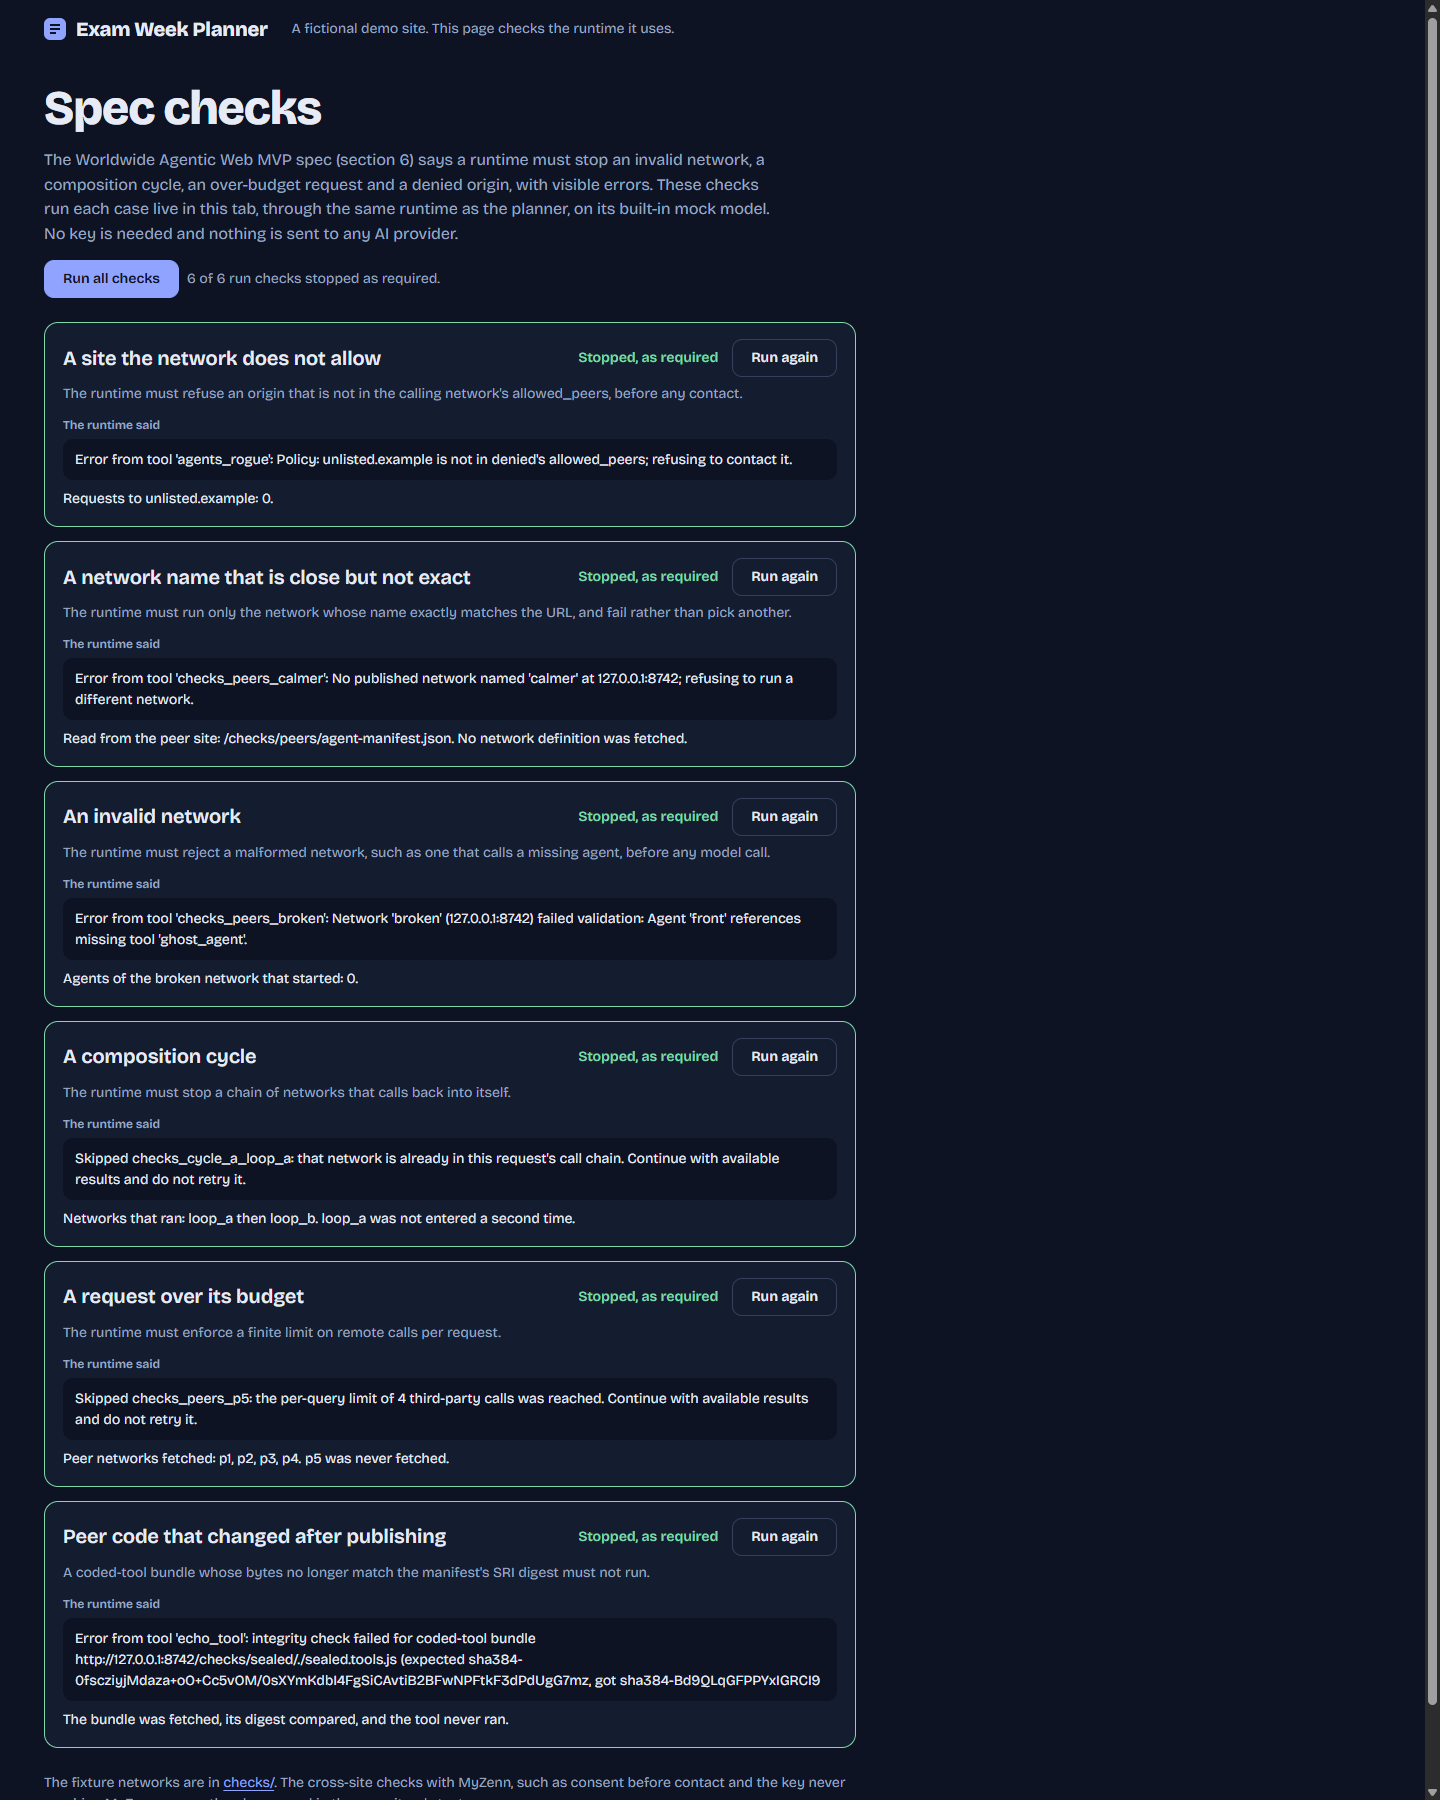 Exam Week Planner
A fictional demo site. This page checks the runtime it uses.
Spec checks
The Worldwide Agentic Web MVP spec (section 6) says a runtime must stop an invalid network, a
composition cycle, an over-budget request and a denied origin, with visible errors. These checks
run each case live in this tab, through the same runtime as the planner, on its built-in mock model.
No key is needed and nothing is sent to any AI provider.
Run all checks
6 of 6 run checks stopped as required.
A site the network does not allow
Stopped, as required
Run again
The runtime must refuse an origin that is not in the calling network's allowed_peers, before any contact.
The runtime said
Error from tool 'agents_rogue': Policy: unlisted.example is not in denied's allowed_peers; refusing to contact it.
Requests to unlisted.example: 0.
A network name that is close but not exact
Stopped, as required
Run again
The runtime must run only the network whose name exactly matches the URL, and fail rather than pick another.
The runtime said
Error from tool 'checks_peers_calmer': No published network named 'calmer' at 127.0.0.1:8742; refusing to run a
different network.
Read from the peer site: /checks/peers/agent-manifest.json. No network definition was fetched.
An invalid network
Stopped, as required
Run again
The runtime must reject a malformed network, such as one that calls a missing agent, before any model call.
The runtime said
Error from tool 'checks_peers_broken': Network 'broken' (127.0.0.1:8742) failed validation: Agent 'front' references
missing tool 'ghost_agent'.
Agents of the broken network that started: 0.
A composition cycle
Stopped, as required
Run again
The runtime must stop a chain of networks that calls back into itself.
The runtime said
Skipped checks_cycle_a_loop_a: that network is already in this request's call chain. Continue with available
results and do not retry it.
Networks that ran: loop_a then loop_b. loop_a was not entered a second time.
A request over its budget
Stopped, as required
Run again
The runtime must enforce a finite limit on remote calls per request.
The runtime said
Skipped checks_peers_p5: the per-query limit of 4 third-party calls was reached. Continue with available results
and do not retry it.
Peer networks fetched: p1, p2, p3, p4. p5 was never fetched.
Peer code that changed after publishing
Stopped, as required
Run again
A coded-tool bundle whose bytes no longer match the manifest's SRI digest must not run.
The runtime said
Error from tool 'echo_tool': integrity check failed for coded-tool bundle
http://127.0.0.1:8742/checks/sealed/./sealed.tools.js (expected sha384-
The bundle was fetched, its digest compared, and the tool never ran.
The fixture networks are in checks/. The cross-site checks with MyZenn, such as consent before contact and the key never